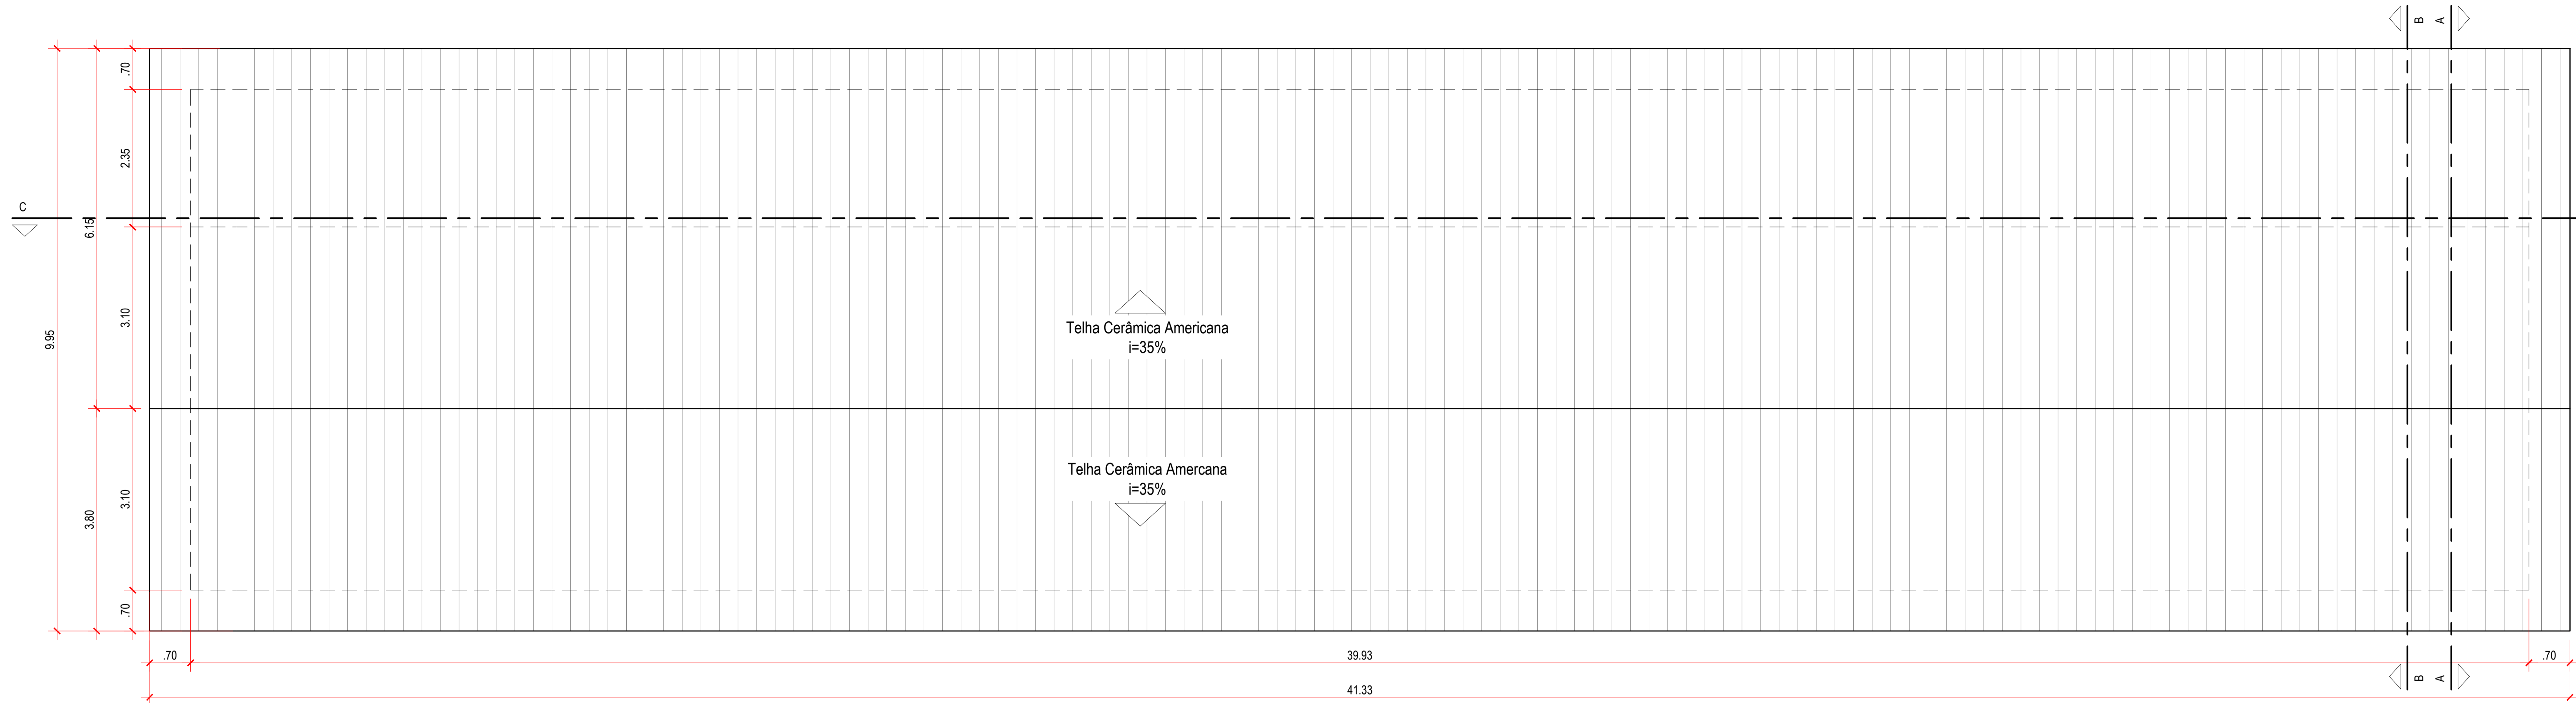 B
A
.70
2.35
C
6.15
3.10
Telha Cerâmica Americana
i=35%
9.95
Telha Cerâmica Amercana
i=35%
3.10
3.80
.70
.70
39.93
.70
B
A
41.33